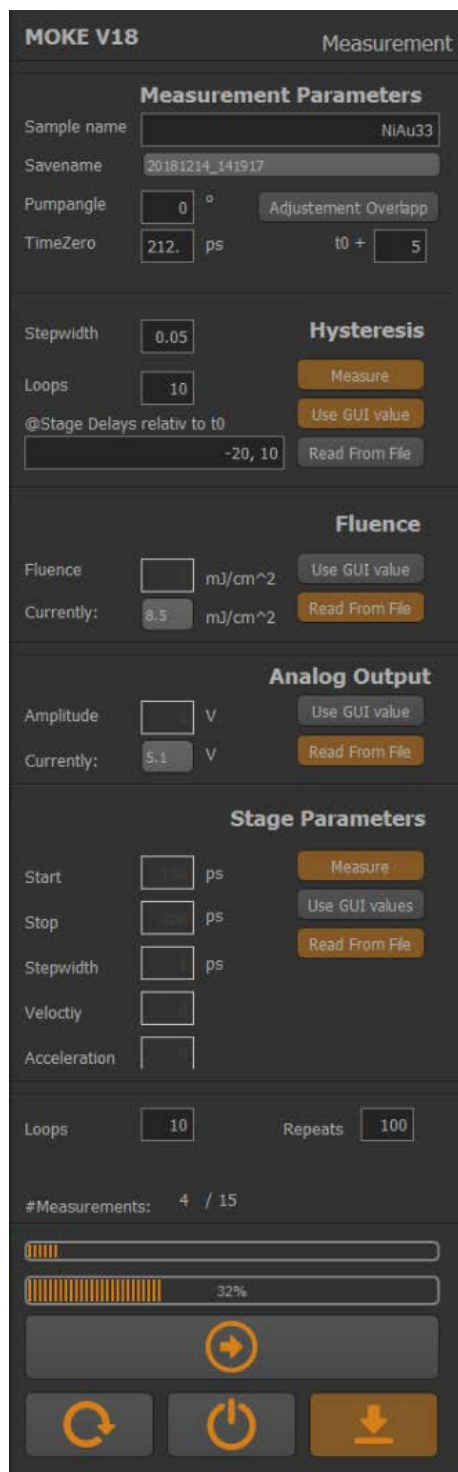 MOKE V18 Measurement
Measurement Parameters
Sample name NiAu33
Savename 20181214_141917
Pumpangle 0 ° Adjustement Overlapp
TimeZero 212. ps t0 + 5
Stepwidth 0.05 Hysteresis
Measure
Loops 10
Use GUI value
@Stage Delays relativ to t0
-20, 10 Read From File
Fluence
Fluence mJ/cm^2 Use GUI value
Currently: 8.5 mJ/cm^2 Read From File
Analog Output
Amplitude V Use GUI value
Currently: 5.1 V Read From File
Stage Parameters
Start ps Measure
Stop ps Use GUI values
Stepwidth ps Read From File
Veloctiy
Acceleration
Loops 10 Repeats 100
#Measurements: 4 / 15
32%